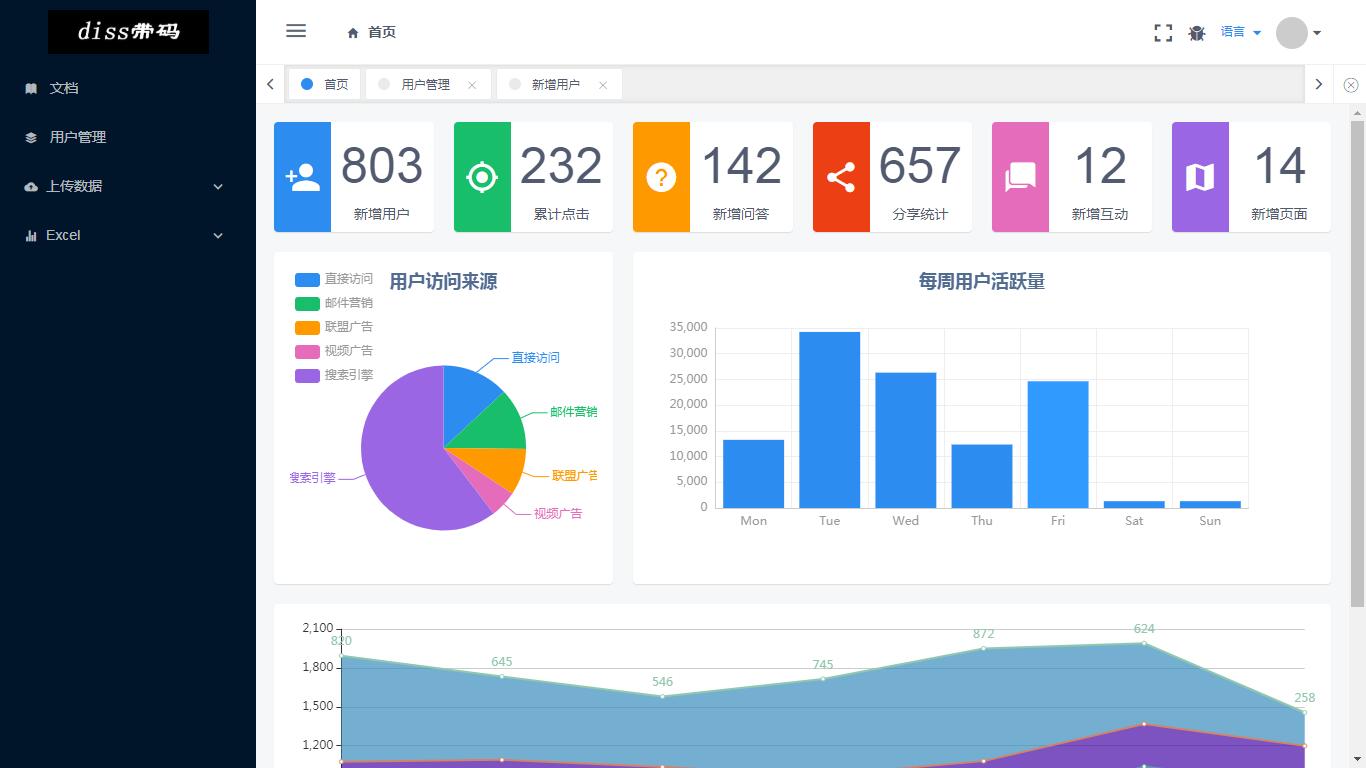 diss带码
文档
用户管理
上传数据
Excel
首页
语言
首页
用户管理
新增用户
803
新增用户
232
累计点击
142
新增问答
657
分享统计
12
新增互动
14
新增页面
用户访问来源
直接访问
邮件营销
联盟广告
视频广告
搜索引擎
直接访问
邮件营销
联盟广告
视频广告
搜索引擎
每周用户活跃量
35,000
30,000
25,000
20,000
15,000
10,000
5,000
0
Mon Tue Wed Thu Fri Sat Sun
2,100
1,800
1,500
1,200
820 645 546 745 872 624 258